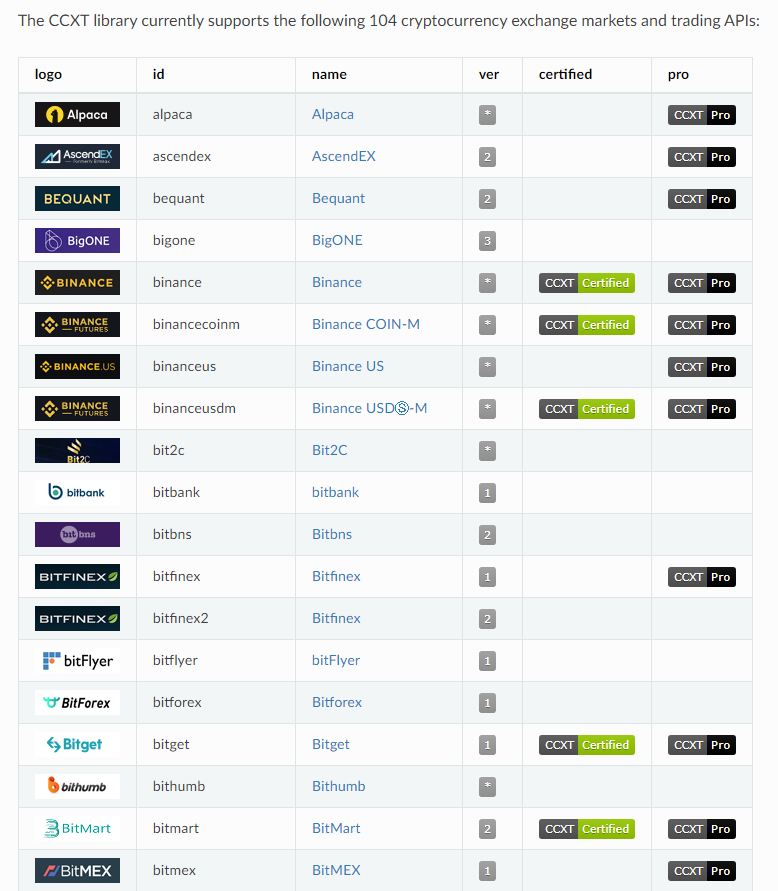 The CCXT library currently supports the following 104 cryptocurrency exchange markets and trading APIs:
logo id name ver certified pro
Alpaca alpaca Alpaca * CCXT Pro
AscendEX Formerly BitMax ascendex AscendEX 2 CCXT Pro
BEQUANT bequant Bequant 2 CCXT Pro
BigONE bigone BigONE 3
BINANCE binance Binance * CCXT Certified CCXT Pro
BINANCE FUTURES binancecoinm Binance COIN-M * CCXT Certified CCXT Pro
BINANCE.US binanceus Binance US * CCXT Pro
BINANCE FUTURES binanceusdm Binance USDⓈ-M * CCXT Certified CCXT Pro
Bit2C bit2c Bit2C *
bitbank bitbank bitbank 1
bitbns bitbns Bitbns 2
BITFINEX bitfinex Bitfinex 1 CCXT Pro
BITFINEX bitfinex2 Bitfinex 2
bitFlyer bitflyer bitFlyer 1
BitForex bitforex Bitforex 1
Bitget bitget Bitget 1 CCXT Certified CCXT Pro
bithumb bithumb Bithumb *
BitMart bitmart BitMart 2 CCXT Certified CCXT Pro
BitMEX bitmex BitMEX 1 CCXT Pro